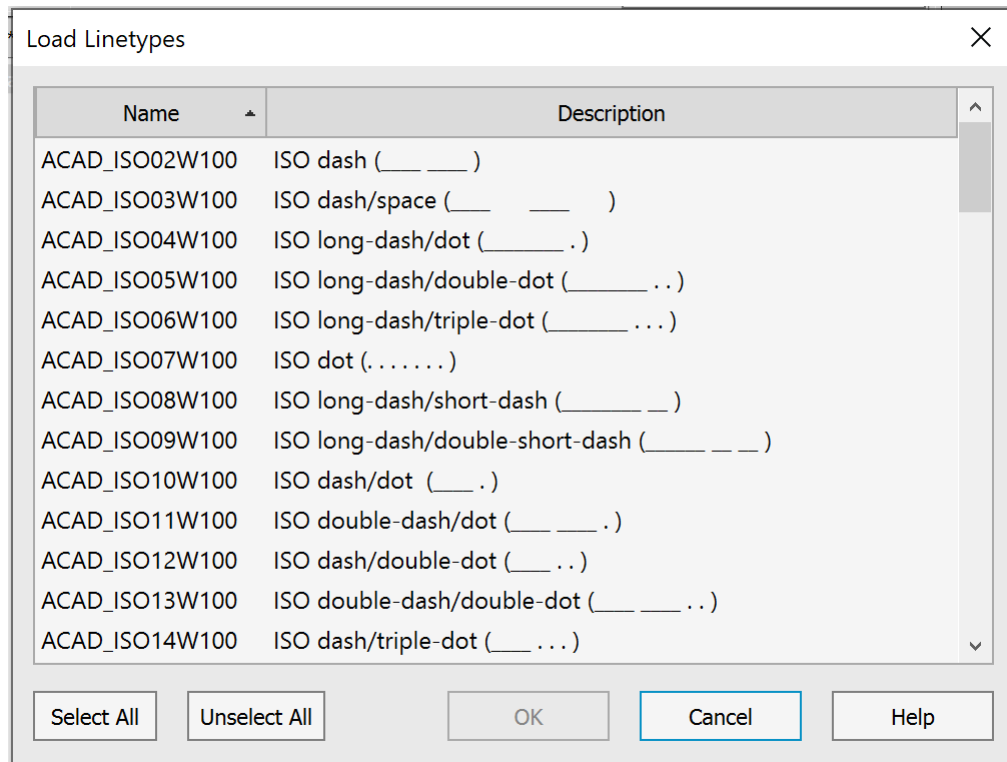 Load Linetypes
Name Description
ACAD_ISO02W100 ISO dash (____ ____ )
ACAD_ISO03W100 ISO dash/space (____    ____    )
ACAD_ISO04W100 ISO long-dash/dot (________ . )
ACAD_ISO05W100 ISO long-dash/double-dot (________ . . )
ACAD_ISO06W100 ISO long-dash/triple-dot (________ . . . )
ACAD_ISO07W100 ISO dot (. . . . . . . )
ACAD_ISO08W100 ISO long-dash/short-dash (________ __ )
ACAD_ISO09W100 ISO long-dash/double-short-dash (______ __ __ )
ACAD_ISO10W100 ISO dash/dot (____ . )
ACAD_ISO11W100 ISO double-dash/dot (____ ____ . )
ACAD_ISO12W100 ISO dash/double-dot (____ . . )
ACAD_ISO13W100 ISO double-dash/double-dot (____ ____ . . )
ACAD_ISO14W100 ISO dash/triple-dot (____ . . . )
Select All Unselect All OK Cancel Help